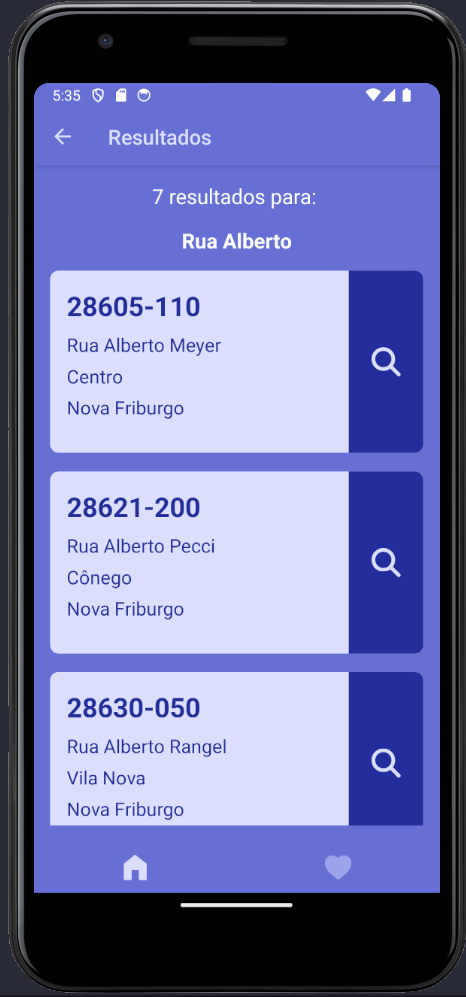 5:35
Resultados
7 resultados para:
Rua Alberto
28605-110
Rua Alberto Meyer
Centro
Nova Friburgo
28621-200
Rua Alberto Pecci
Cônego
Nova Friburgo
28630-050
Rua Alberto Rangel
Vila Nova
Nova Friburgo